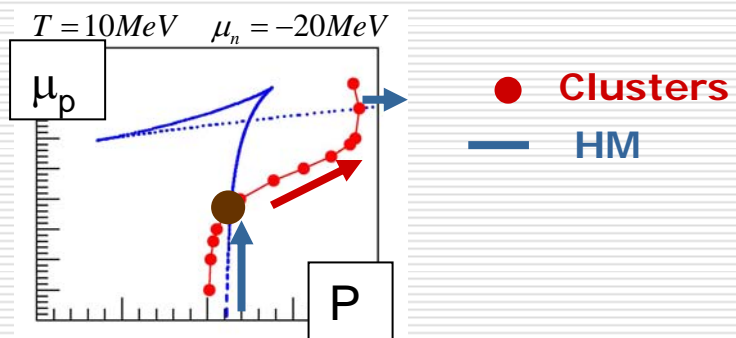 T = 10MeV μₙ = −20MeV
μₚ
Clusters
HM
P